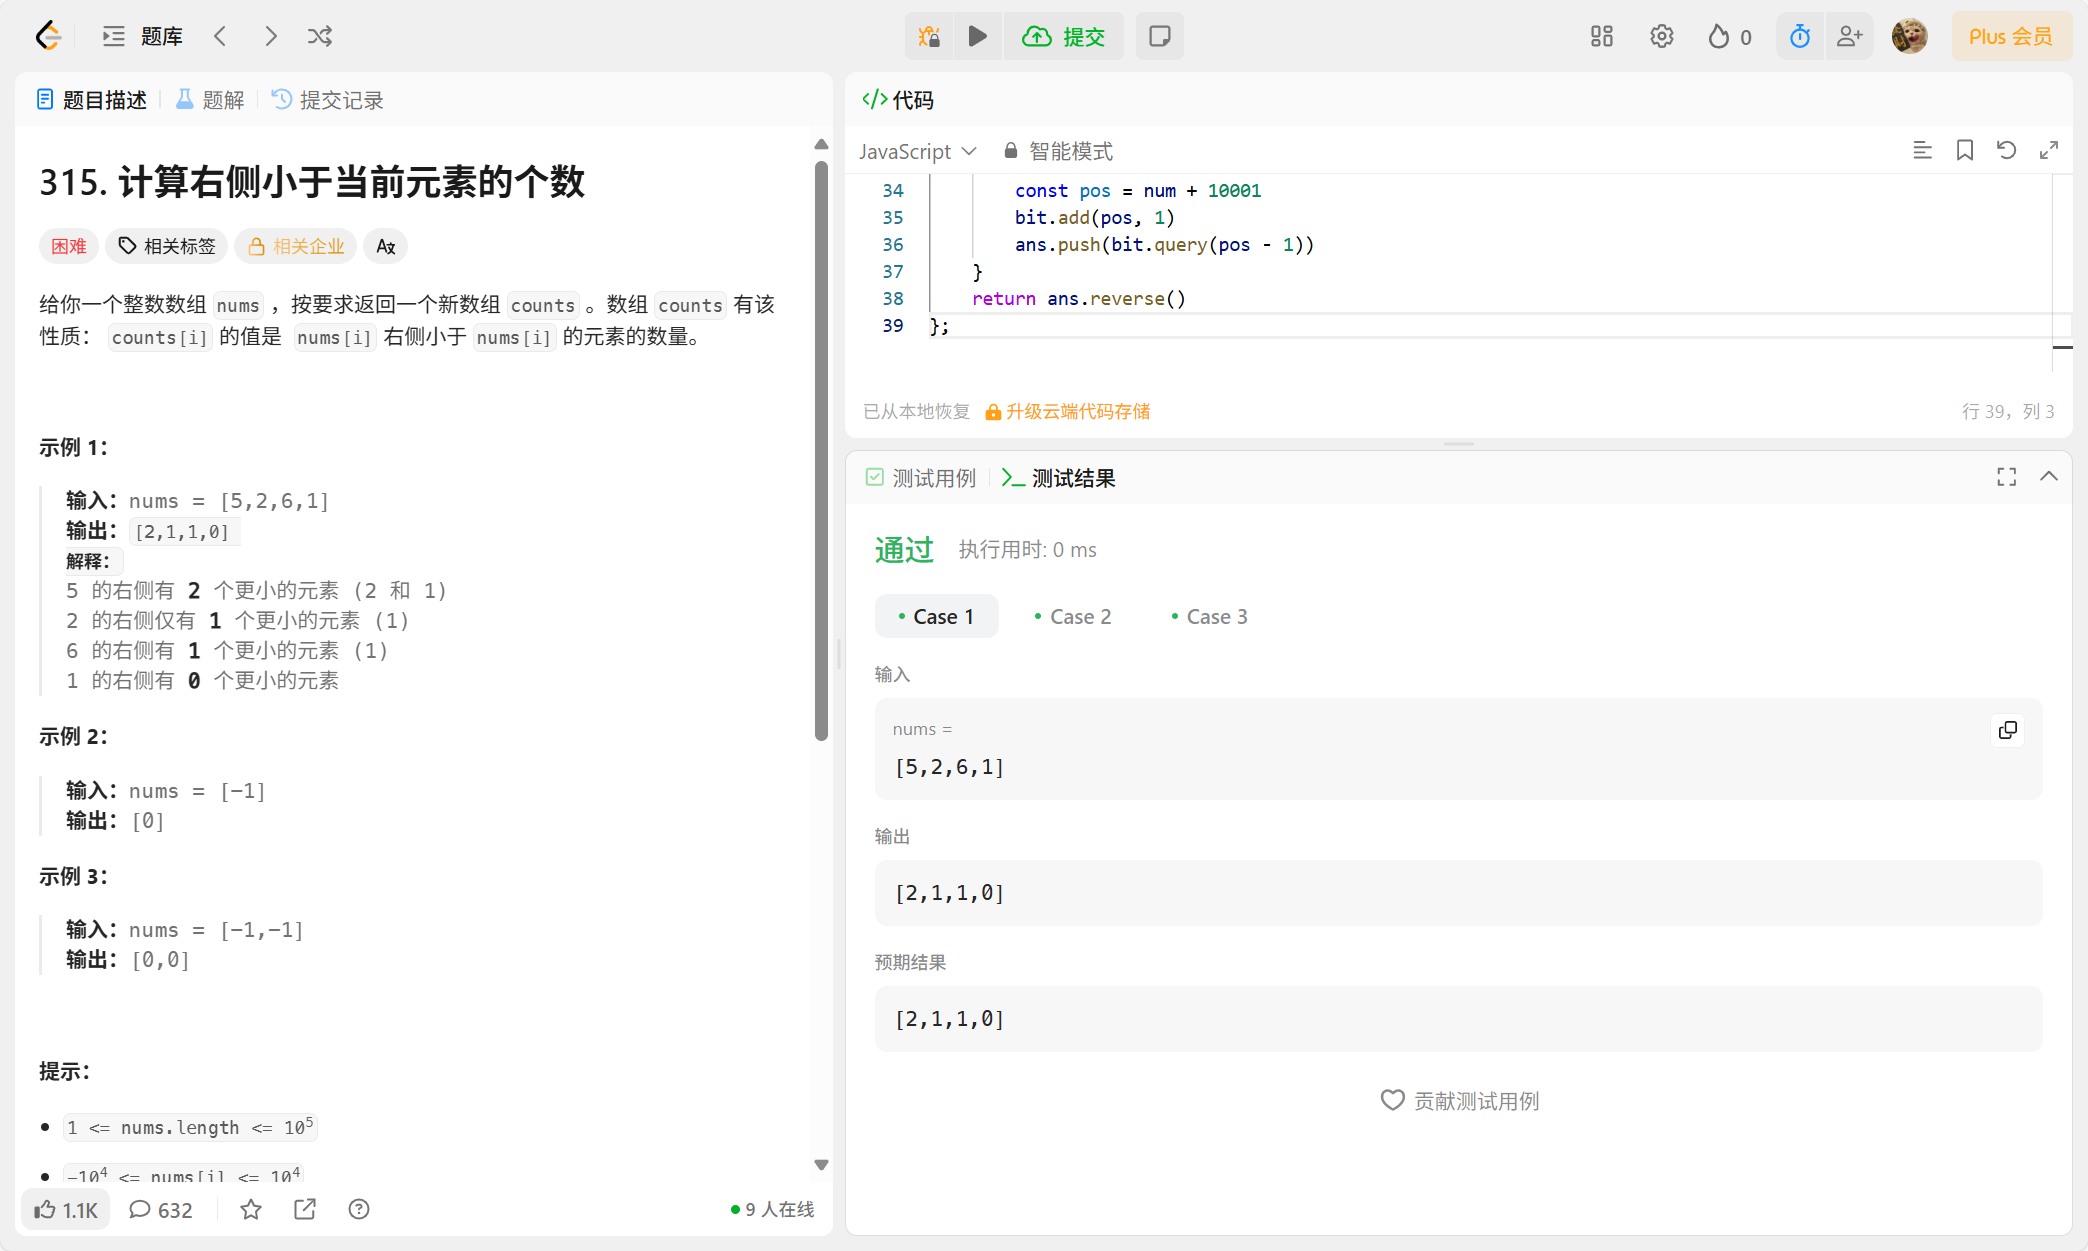 题库
提交
0
Plus 会员
题目描述
题解
提交记录
315. 计算右侧小于当前元素的个数
困难
相关标签
相关企业
给你一个整数数组 nums ，按要求返回一个新数组 counts 。数组 counts 有该
性质： counts[i] 的值是 nums[i] 右侧小于 nums[i] 的元素的数量。
示例 1：
输入：nums = [5,2,6,1]
输出：[2,1,1,0]
解释：
5 的右侧有 2 个更小的元素 (2 和 1)
2 的右侧仅有 1 个更小的元素 (1)
6 的右侧有 1 个更小的元素 (1)
1 的右侧有 0 个更小的元素
示例 2：
输入：nums = [-1]
输出：[0]
示例 3：
输入：nums = [-1,-1]
输出：[0,0]
提示：
1 <= nums.length <= 10⁵
-10⁴ <= nums[i] <= 10⁴
1.1K
632
9 人在线
</> 代码
JavaScript
智能模式
34 const pos = num + 10001
35 bit.add(pos, 1)
36 ans.push(bit.query(pos - 1))
37 }
38 return ans.reverse()
39 };
已从本地恢复
升级云端代码存储
行 39，列 3
测试用例
测试结果
通过
执行用时: 0 ms
Case 1
Case 2
Case 3
输入
nums =
[5,2,6,1]
输出
[2,1,1,0]
预期结果
[2,1,1,0]
贡献测试用例